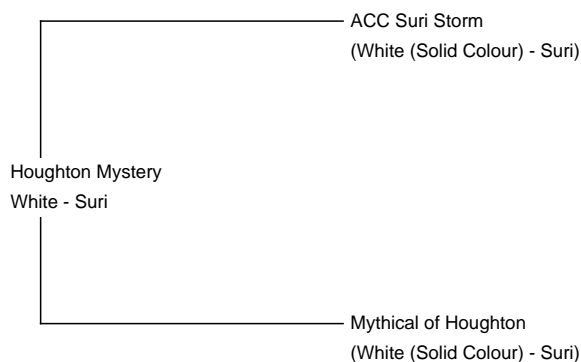 ACC Suri Storm
(White (Solid Colour) - Suri)
Houghton Mystery
White - Suri
Mythical of Houghton
(White (Solid Colour) - Suri)